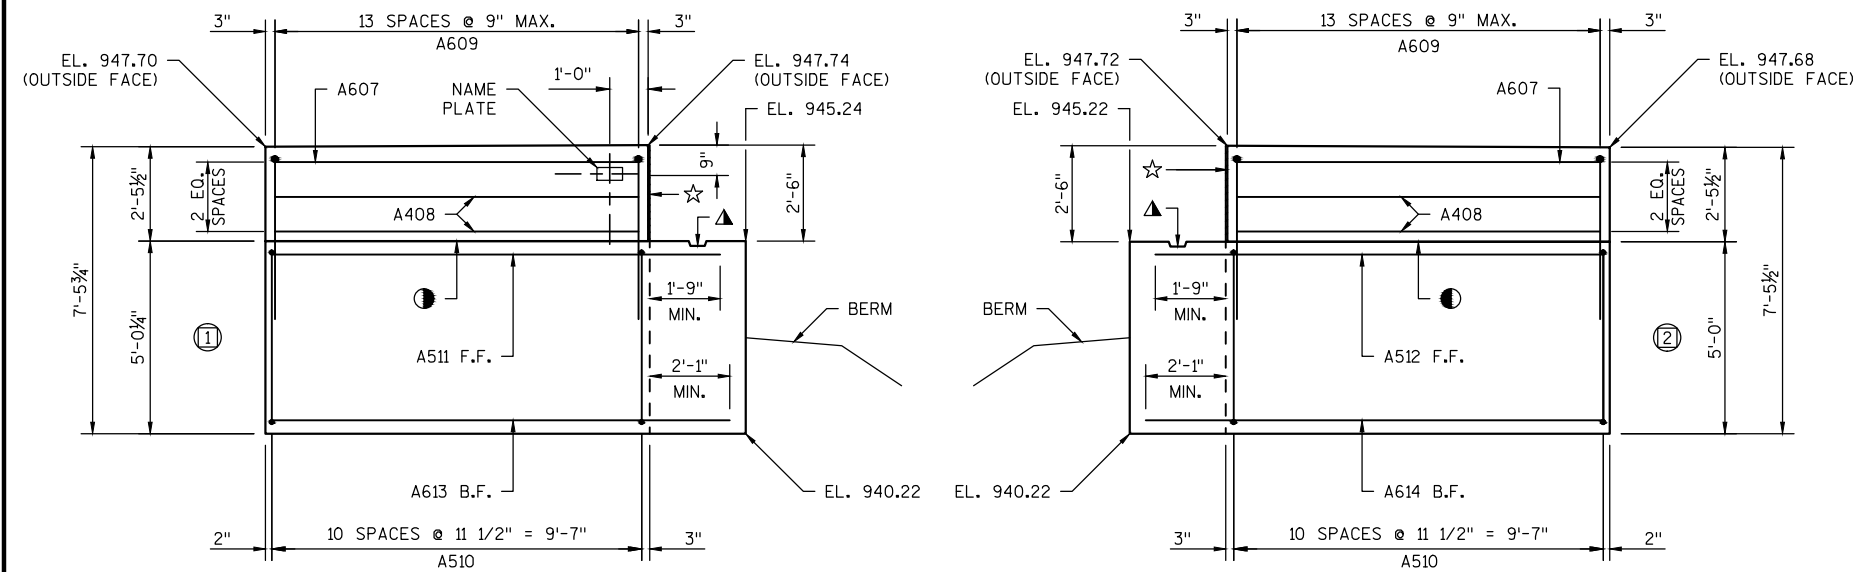 3" 13 SPACES @ 9" MAX. 3"
A609
EL. 947.70
(OUTSIDE FACE)
A607
NAME
PLATE
1'-0"
EL. 947.74
(OUTSIDE FACE)
EL. 945.24
2'-5½"
2 EQ.
SPACES
A408
9"
2'-6"
7'-5¾"
5'-0¼"
1
1'-9"
MIN.
BERM
A511 F.F.
2'-1"
MIN.
A613 B.F.
EL. 940.22
2" 10 SPACES @ 11 1/2" = 9'-7" 3"
A510
3" 13 SPACES @ 9" MAX. 3"
A609
EL. 947.72
(OUTSIDE FACE)
EL. 945.22
A607
EL. 947.68
(OUTSIDE FACE)
2'-6"
A408
2 EQ.
SPACES
2'-5½"
7'-5½"
5'-0"
2
1'-9"
MIN.
BERM
A512 F.F.
2'-1"
MIN.
EL. 940.22
A614 B.F.
3" 10 SPACES @ 11 1/2" = 9'-7" 2"
A510